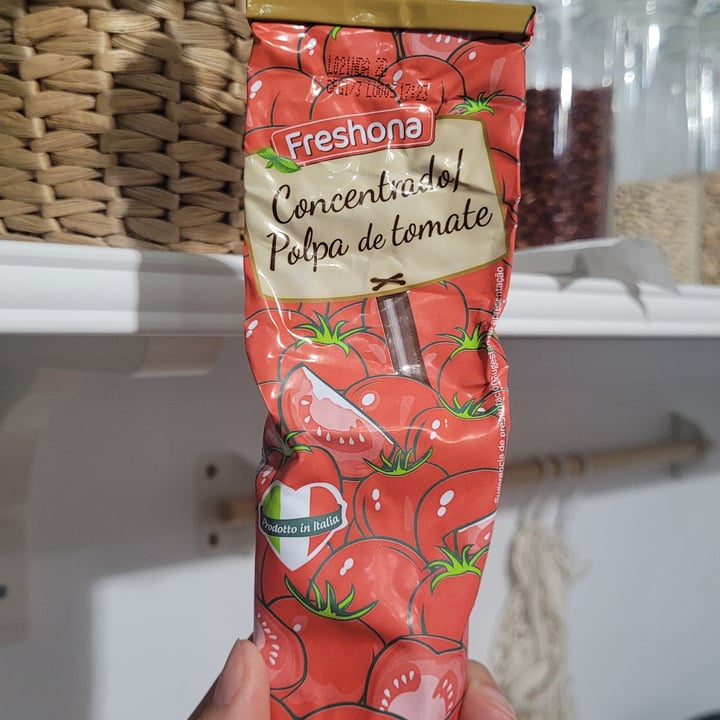 Freshona
Concentrado/
Polpa de tomate
Prodotto in Italia